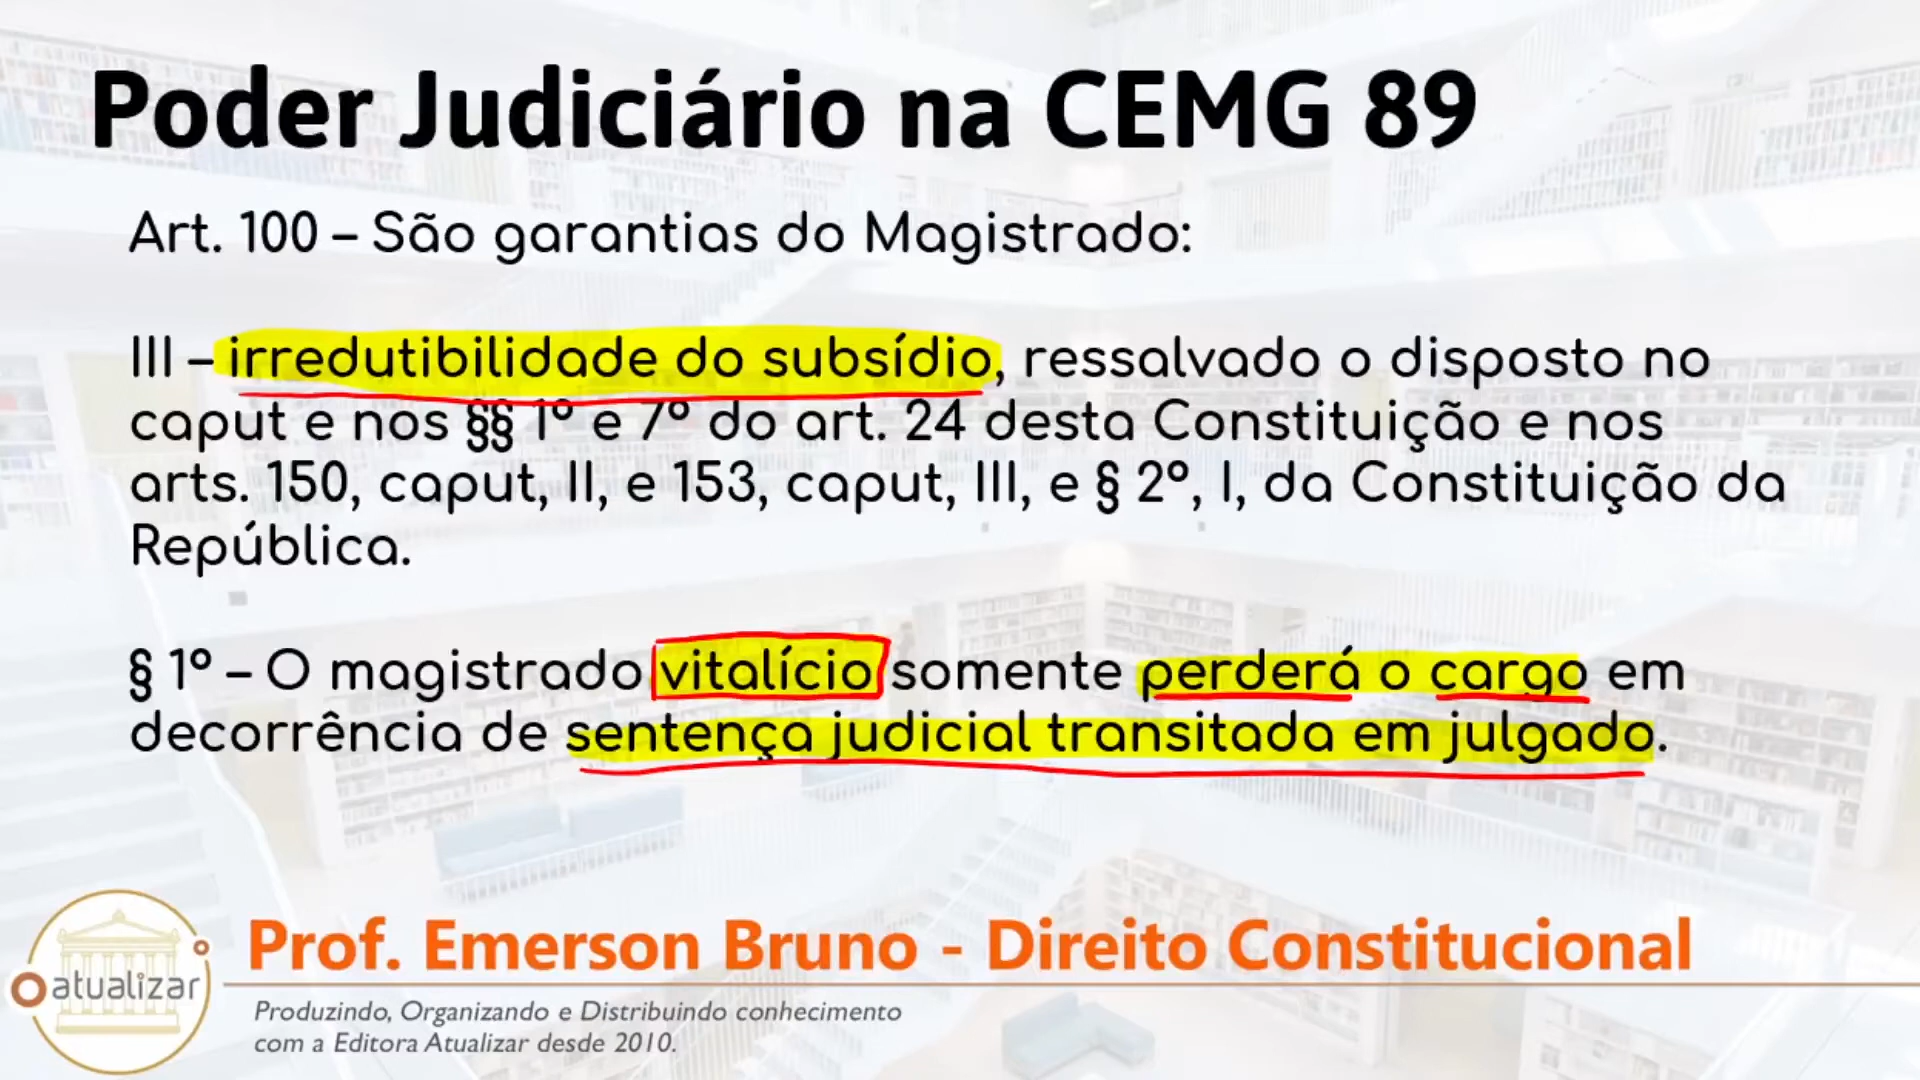 Poder Judiciário na CEMG 89
Art. 100 – São garantias do Magistrado:
III – irredutibilidade do subsídio, ressalvado o disposto no
caput e nos §§ 1º e 7º do art. 24 desta Constituição e nos
arts. 150, caput, II, e 153, caput, III, e § 2º, I, da Constituição da
República.
§ 1º – O magistrado vitalício somente perderá o cargo em
decorrência de sentença judicial transitada em julgado.
atualizar
Prof. Emerson Bruno - Direito Constitucional
Produzindo, Organizando e Distribuindo conhecimento
com a Editora Atualizar desde 2010.